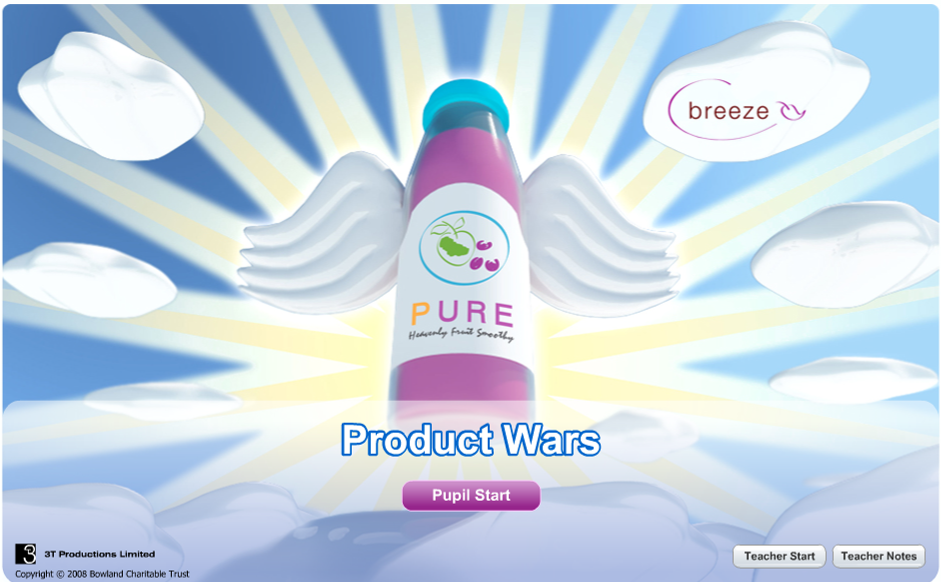 breeze
PURE
Heavenly Fruit Smoothy
Product Wars
Pupil Start
3T Productions Limited
Copyright © 2008 Bowland Charitable Trust
Teacher Start
Teacher Notes